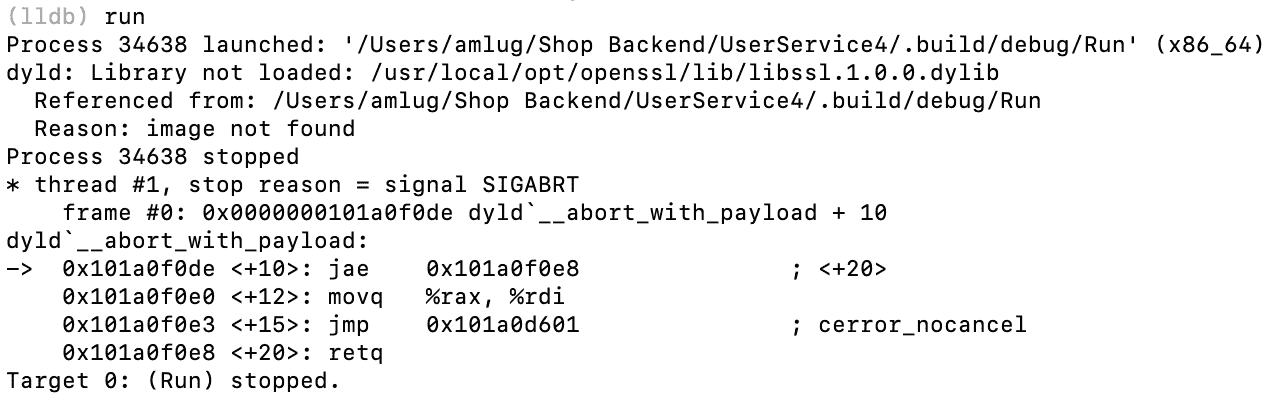 (lldb) run
Process 34638 launched: '/Users/amlug/Shop Backend/UserService4/.build/debug/Run' (x86_64)
dyld: Library not loaded: /usr/local/opt/openssl/lib/libssl.1.0.0.dylib
  Referenced from: /Users/amlug/Shop Backend/UserService4/.build/debug/Run
  Reason: image not found
Process 34638 stopped
* thread #1, stop reason = signal SIGABRT
    frame #0: 0x0000000101a0f0de dyld`__abort_with_payload + 10
dyld`__abort_with_payload:
->  0x101a0f0de <+10>: jae    0x101a0f0e8               ; <+20>
    0x101a0f0e0 <+12>: movq   %rax, %rdi
    0x101a0f0e3 <+15>: jmp    0x101a0d601               ; cerror_nocancel
    0x101a0f0e8 <+20>: retq
Target 0: (Run) stopped.